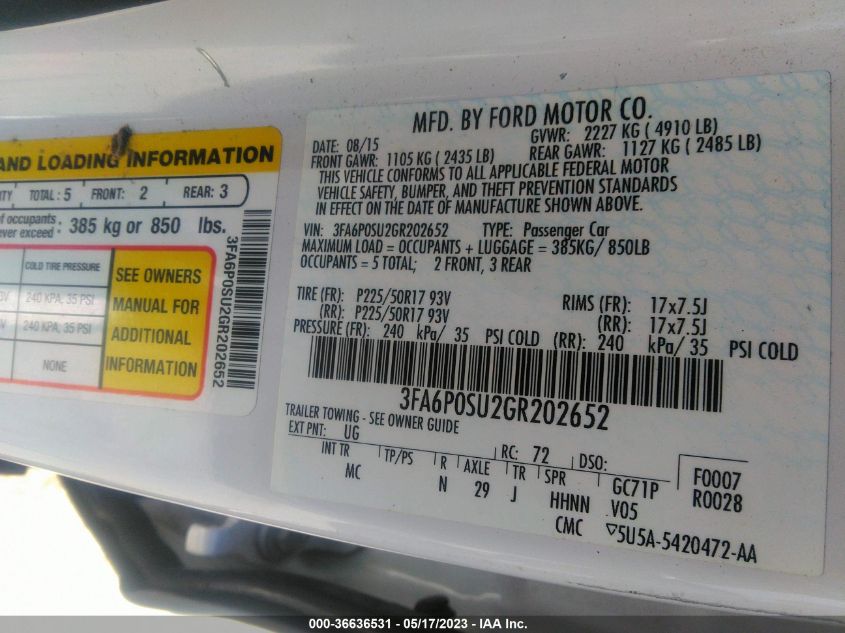 AND LOADING INFORMATION
ITY TOTAL : 5 FRONT: 2 REAR: 3
of occupants
ever exceed : 385 kg or 850 lbs.
COLD TIRE PRESSURE
93V 240 KPA, 35 PSI
240 KPA, 35 PSI
NONE
SEE OWNERS
MANUAL FOR
ADDITIONAL
INFORMATION
3FA6P0SU2GR202652
MFD. BY FORD MOTOR CO.
DATE: 08/15 GVWR: 2227 KG ( 4910 LB)
FRONT GAWR: 1105 KG ( 2435 LB) REAR GAWR: 1127 KG ( 2485 LB)
THIS VEHICLE CONFORMS TO ALL APPLICABLE FEDERAL MOTOR
VEHICLE SAFETY, BUMPER, AND THEFT PREVENTION STANDARDS
IN EFFECT ON THE DATE OF MANUFACTURE SHOWN ABOVE.
VIN: 3FA6P0SU2GR202652 TYPE: Passenger Car
MAXIMUM LOAD = OCCUPANTS + LUGGAGE = 385KG/ 850LB
OCCUPANTS = 5 TOTAL; 2 FRONT, 3 REAR
TIRE (FR): P225/50R17 93V RIMS (FR): 17x7.5J
(RR): P225/50R17 93V (RR): 17x7.5J
PRESSURE (FR): 240 kPa/ 35 PSI COLD (RR): 240 kPa/ 35 PSI COLD
3FA6P0SU2GR202652
TRAILER TOWING - SEE OWNER GUIDE
EXT PNT: UG RC: 72 DSO: F0007
INT TR TP/PS R AXLE TR SPR GC71P R0028
MC N 29 J HHNN V05
CMC ▽5U5A-5420472-AA
000-36636531 - 05/17/2023 - IAA Inc.